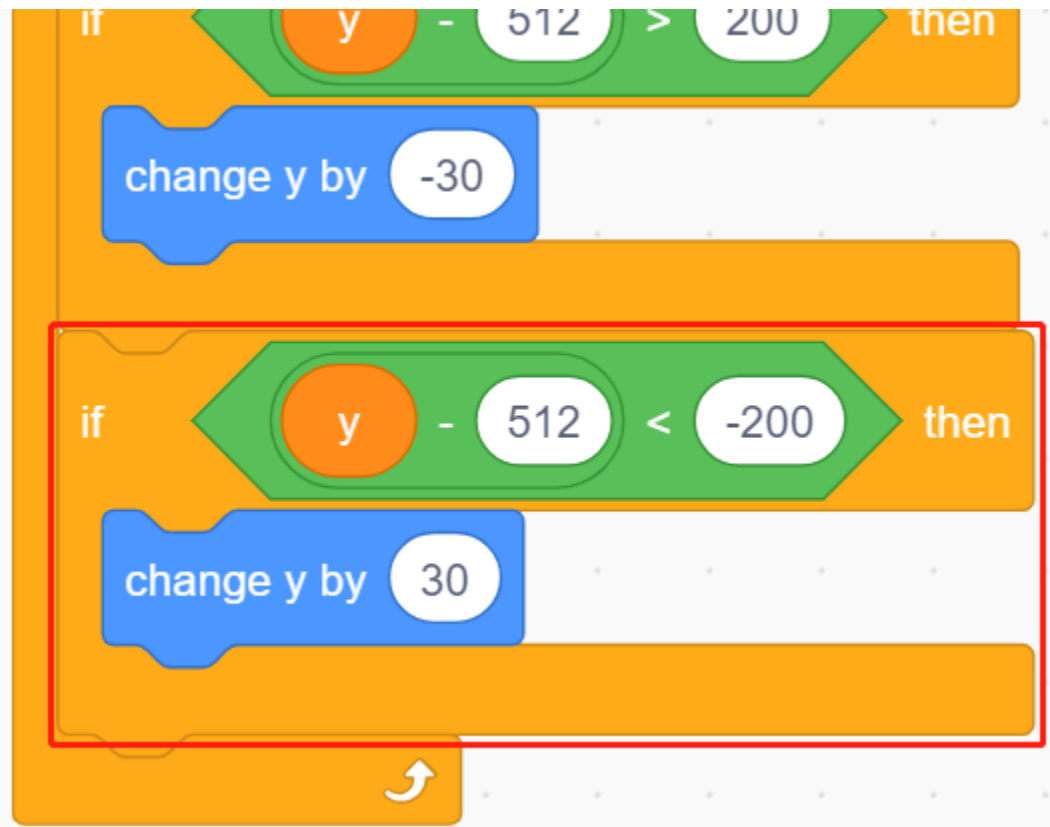 if y - 512 > 200 then
change y by -30
if y - 512 < -200 then
change y by 30